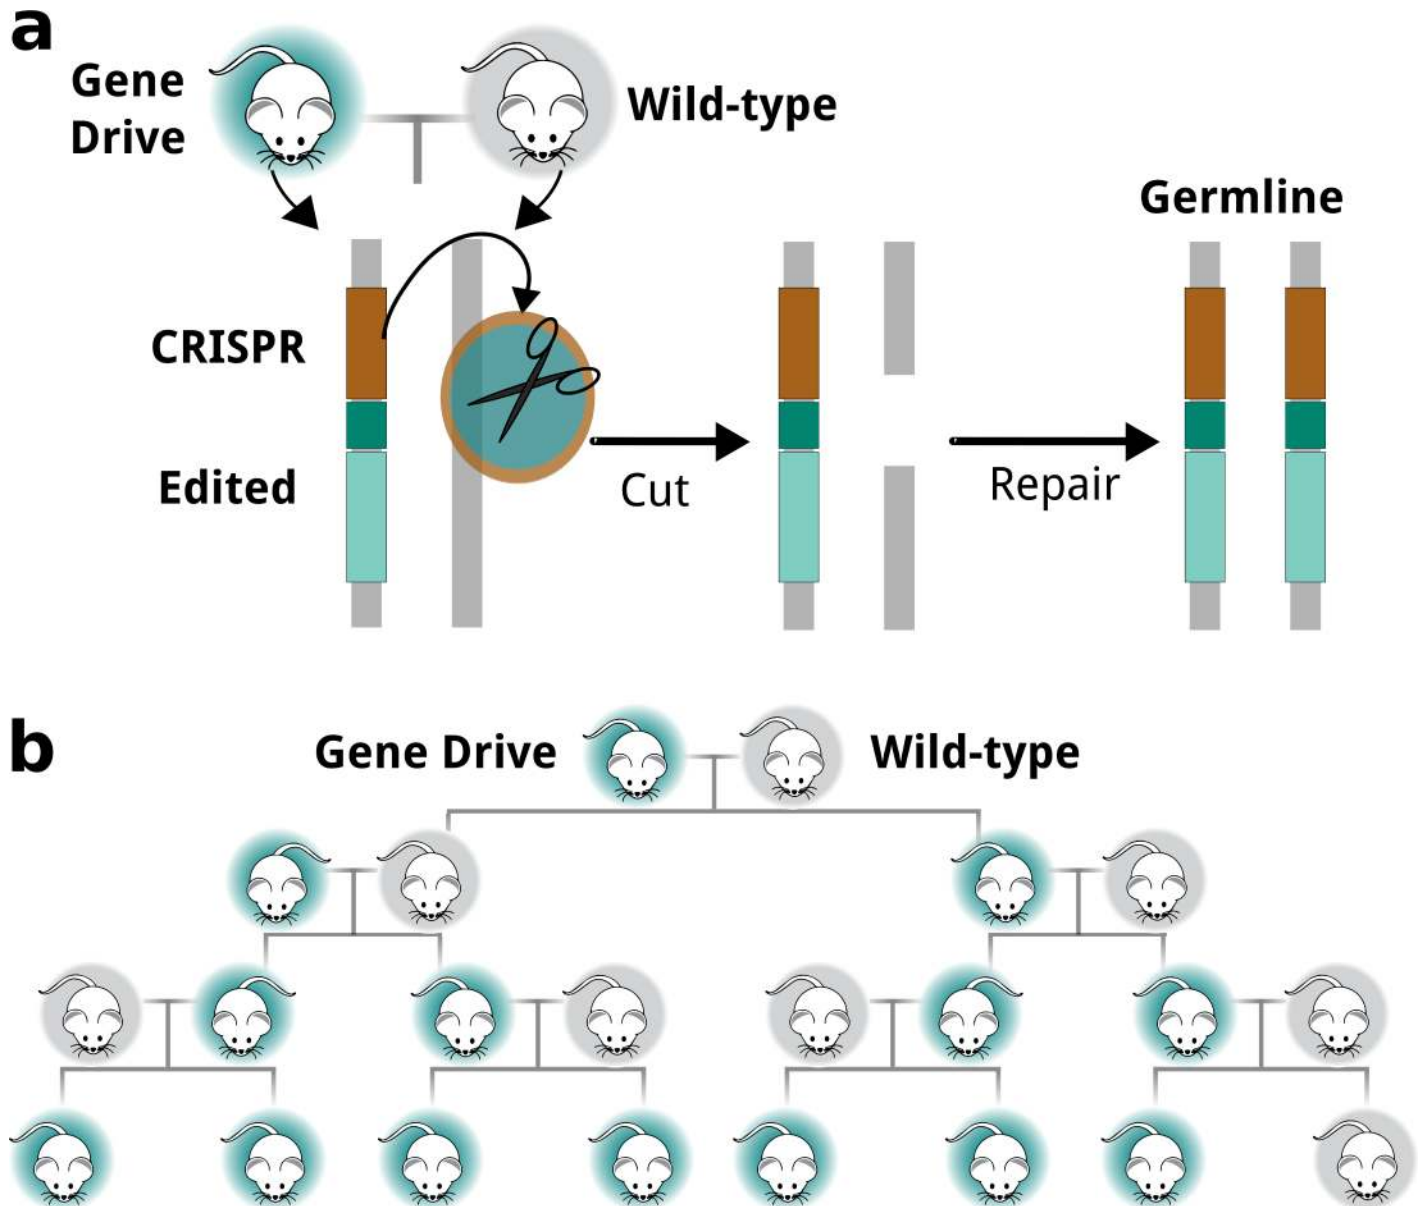 a
Gene
Drive
Wild-type
Germline
CRISPR
Edited
Cut
Repair
b
Gene Drive
Wild-type